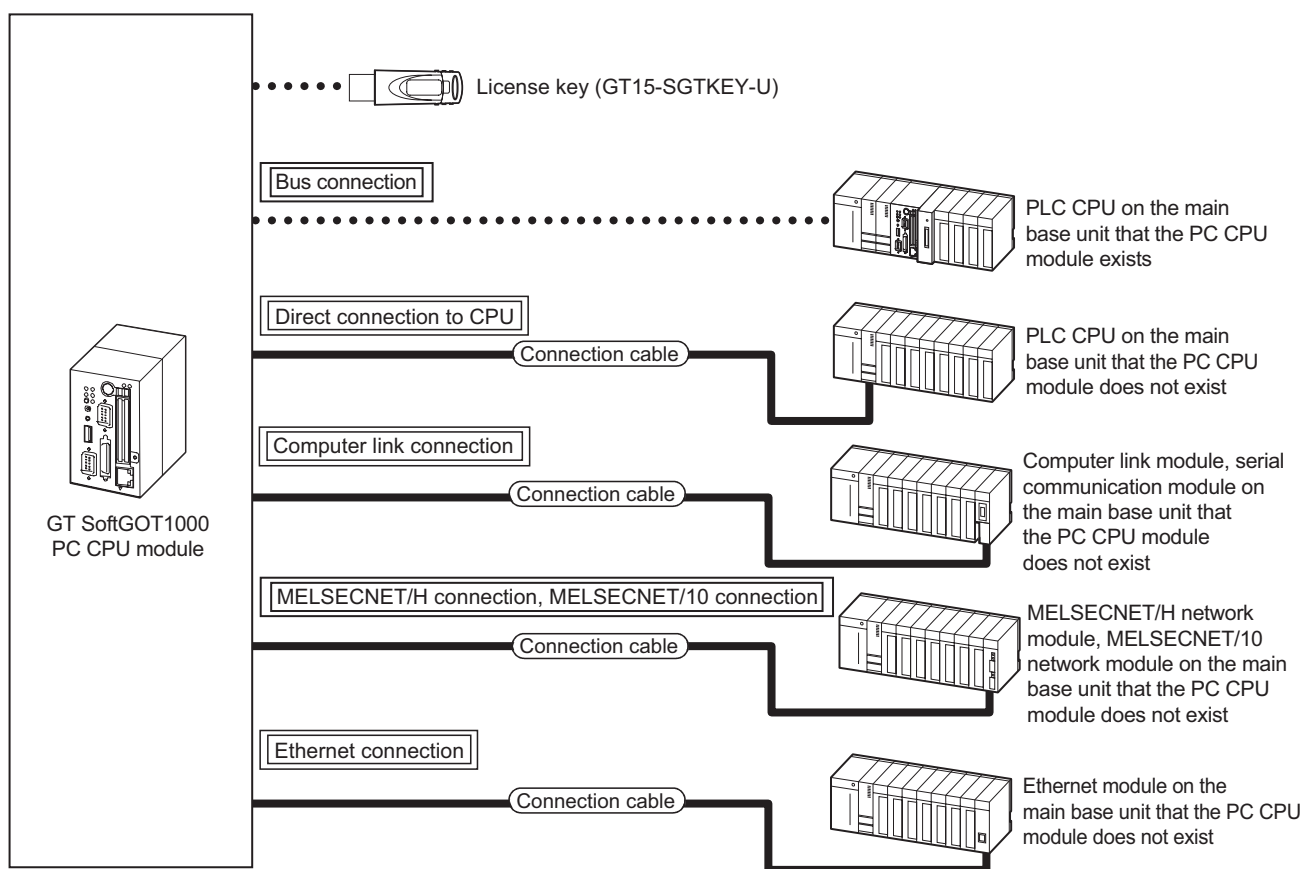 License key (GT15-SGTKEY-U)
Bus connection
PLC CPU on the main
base unit that the PC CPU
module exists
Direct connection to CPU
Connection cable
PLC CPU on the main
base unit that the PC CPU
module does not exist
Computer link connection
Connection cable
Computer link module, serial
communication module on
the main base unit that
the PC CPU module
does not exist
GT SoftGOT1000
PC CPU module
MELSECNET/H connection, MELSECNET/10 connection
Connection cable
MELSECNET/H network
module, MELSECNET/10
network module on the main
base unit that the PC CPU
module does not exist
Ethernet connection
Connection cable
Ethernet module on the
main base unit that the PC CPU
module does not exist